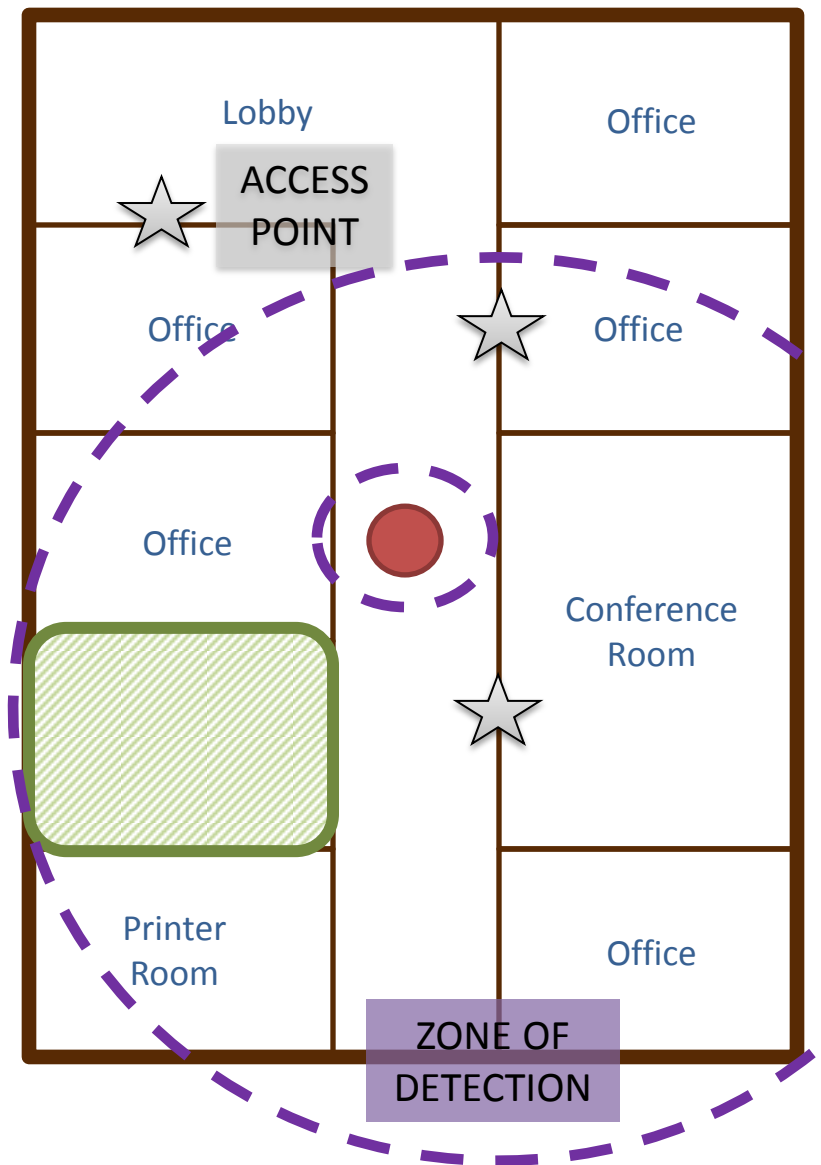 Lobby
Office
ACCESS
POINT
Office
Office
Office
Conference
Room
Printer
Room
Office
ZONE OF
DETECTION